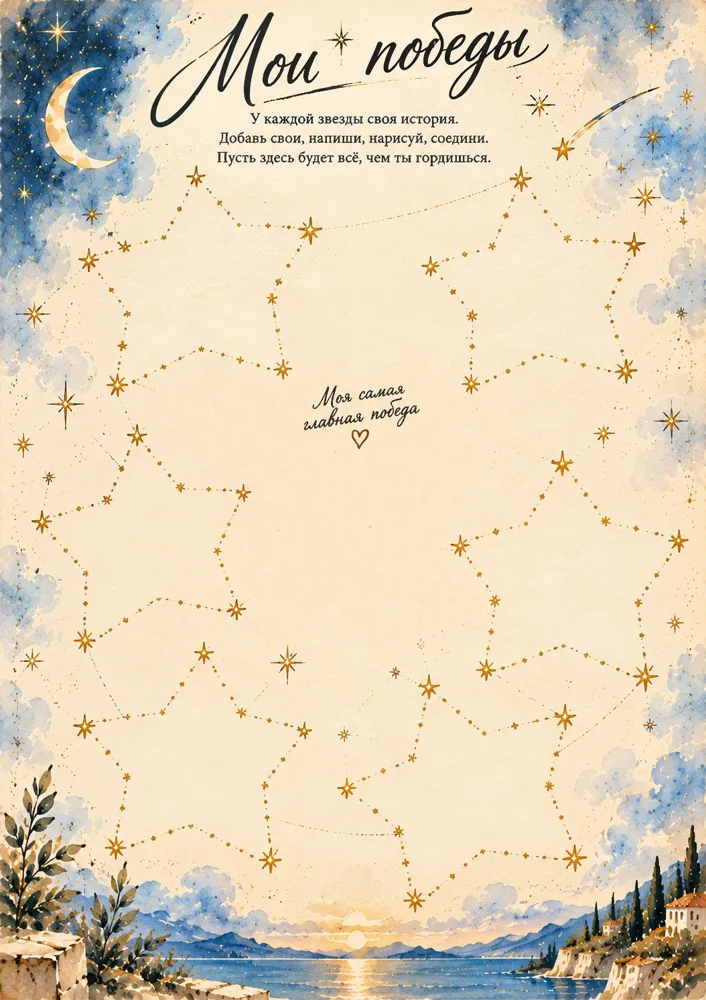 Мои победы
У каждой звезды своя история.
Добавь свои, напиши, нарисуй, соедини.
Пусть здесь будет всё, чем ты гордишься.
Моя самая
главная победа